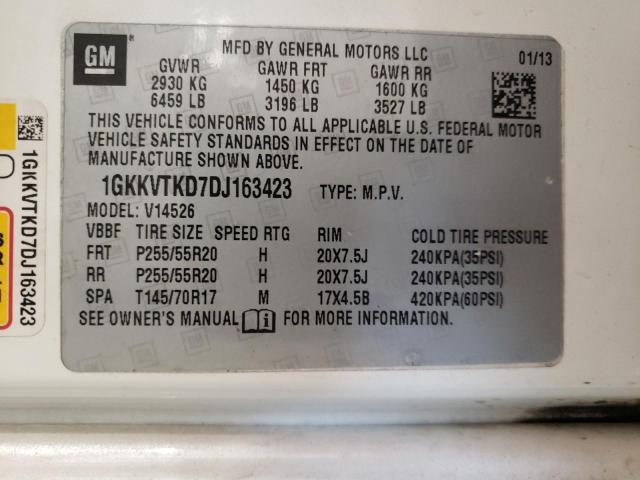 GM
MFD BY GENERAL MOTORS LLC
01/13
GVWR GAWR FRT GAWR RR
2930 KG 1450 KG 1600 KG
6459 LB 3196 LB 3527 LB
THIS VEHICLE CONFORMS TO ALL APPLICABLE U.S. FEDERAL MOTOR
VEHICLE SAFETY STANDARDS IN EFFECT ON THE DATE OF
MANUFACTURE SHOWN ABOVE.
1GKKVTKD7DJ163423 TYPE: M.P.V.
MODEL: V14526
VBBF TIRE SIZE SPEED RTG RIM COLD TIRE PRESSURE
FRT P255/55R20 H 20X7.5J 240KPA(35PSI)
RR P255/55R20 H 20X7.5J 240KPA(35PSI)
SPA T145/70R17 M 17X4.5B 420KPA(60PSI)
SEE OWNER'S MANUAL FOR MORE INFORMATION.
1GKKVTKD7DJ163423